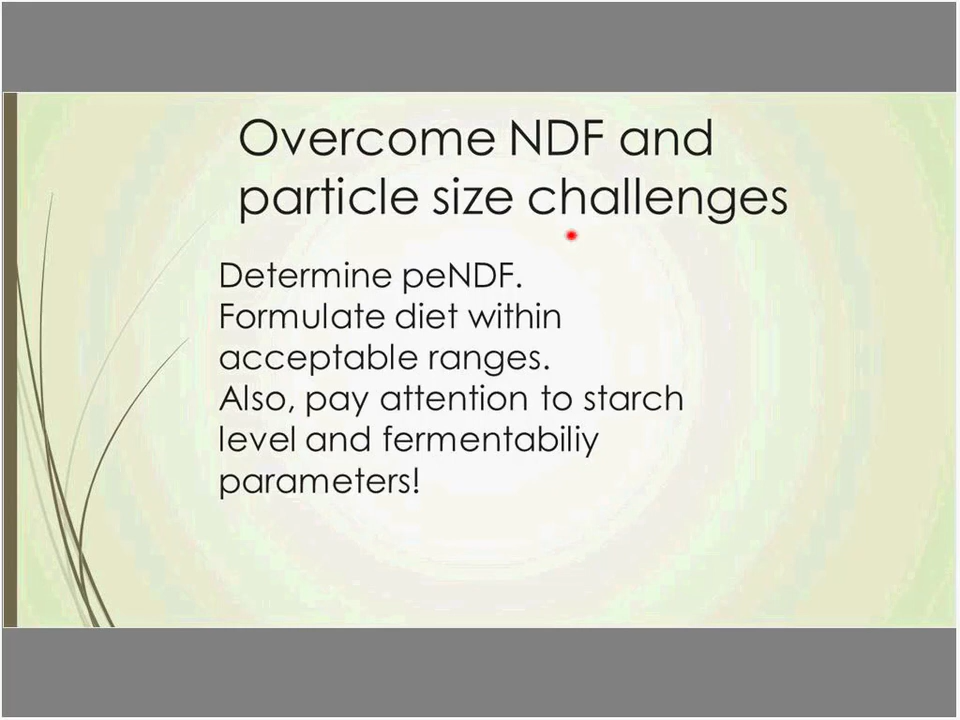 Overcome NDF and
particle size challenges
Determine peNDF.
Formulate diet within
acceptable ranges.
Also, pay attention to starch
level and fermentabiliy
parameters!